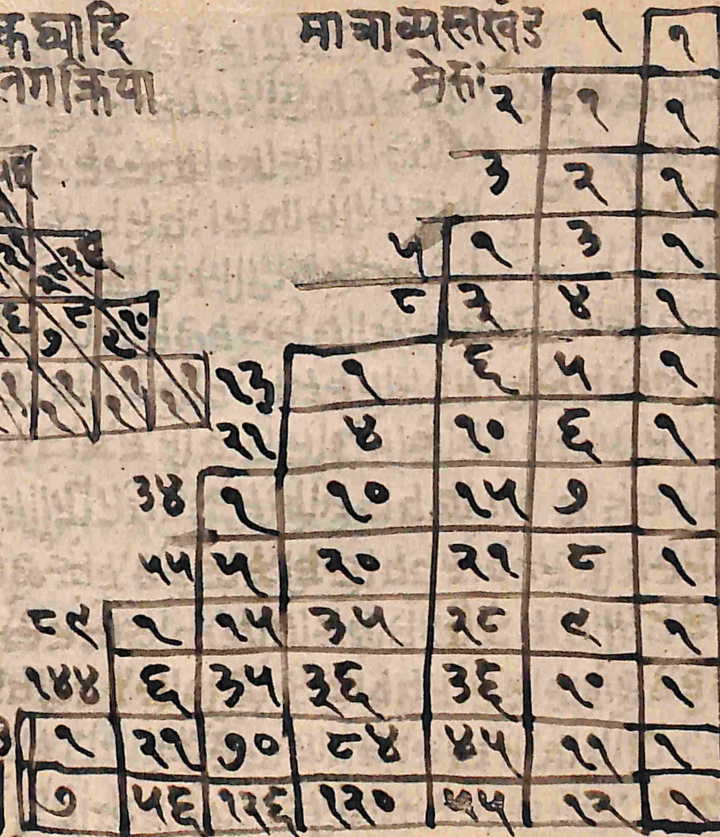 मात्राव्यस्तखंड
मेरुः
क्रिया
१ १
२ १ १
३ २ १
५ १ ३ १
८ ३ ४ १
१३ १ ६ ५ १
२१ ४ १० ६ १
३४ १ १० १५ ७ १
५५ ५ २० २१ ८ १
८९ १ १५ ३५ २८ ९ १
१४४ ६ ३५ ३६ ३६ १० १
१ २१ ७० ८४ ४५ ११ १
७ ५६ १२६ १२० ५५ १२ १